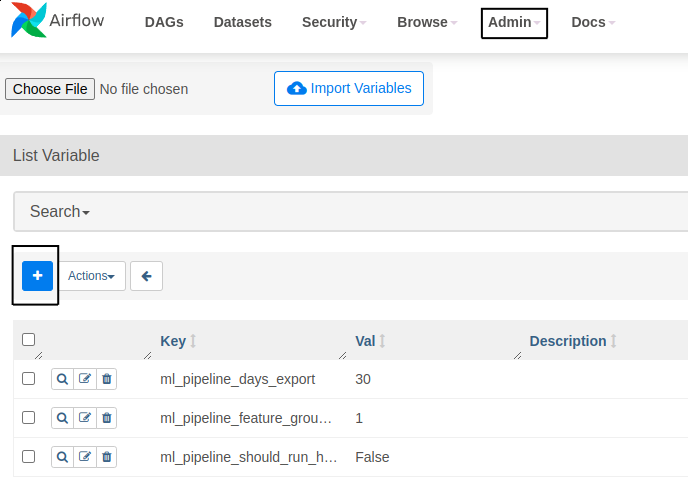 Airflow DAGs Datasets Security Browse Admin Docs
Choose File No file chosen Import Variables
List Variable
Search
+ Actions
Key Val Description
ml_pipeline_days_export 30
ml_pipeline_feature_grou… 1
ml_pipeline_should_run_h… False